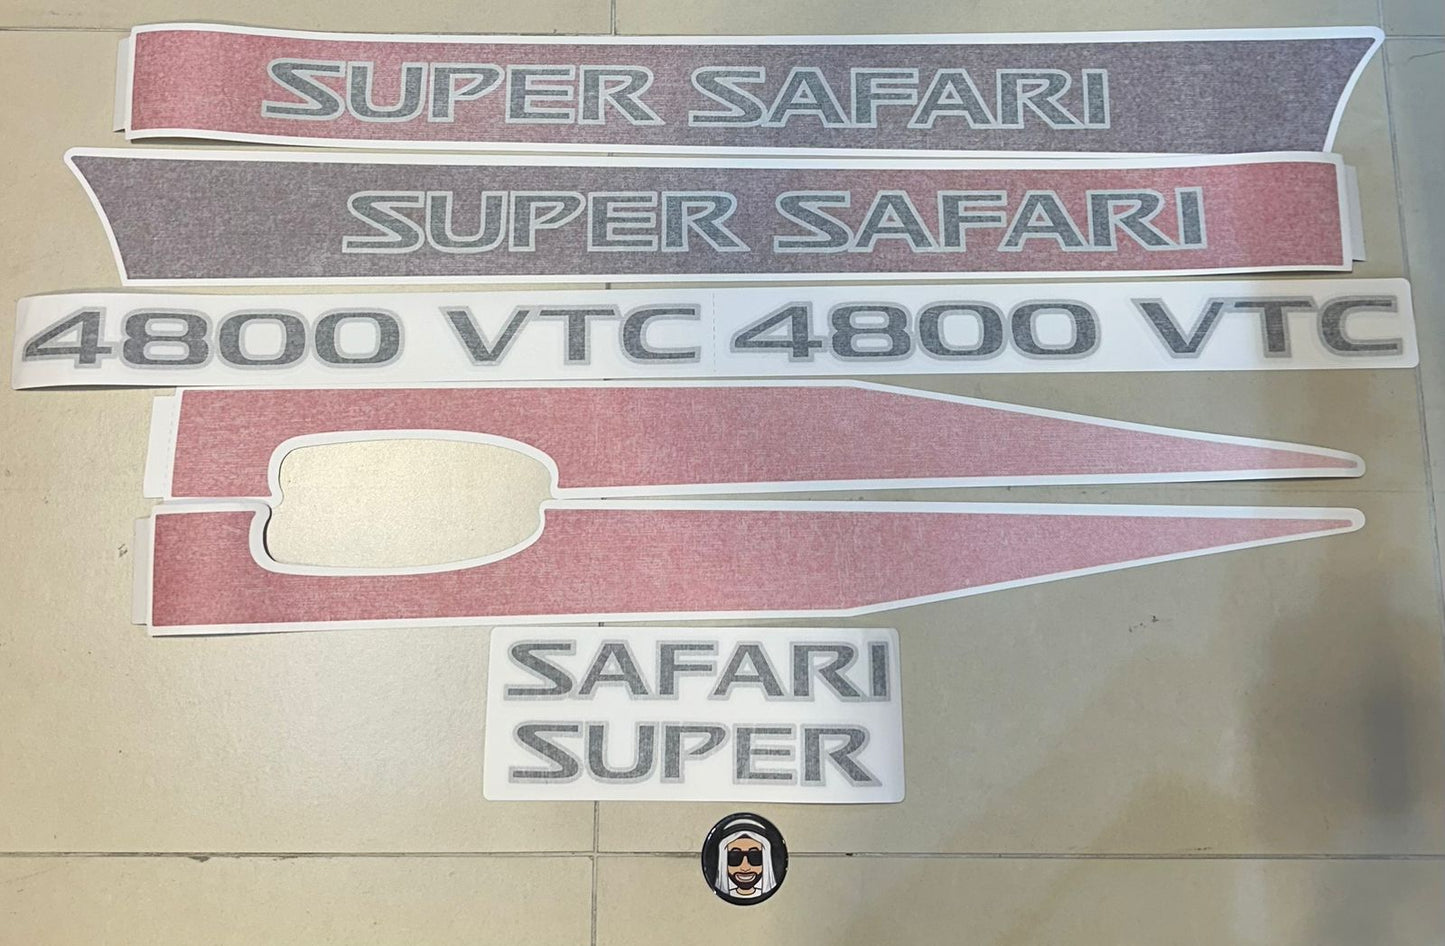 SUPER SAFARI
SUPER SAFARI
4800 VTC 4800 VTC
SAFARI
SUPER